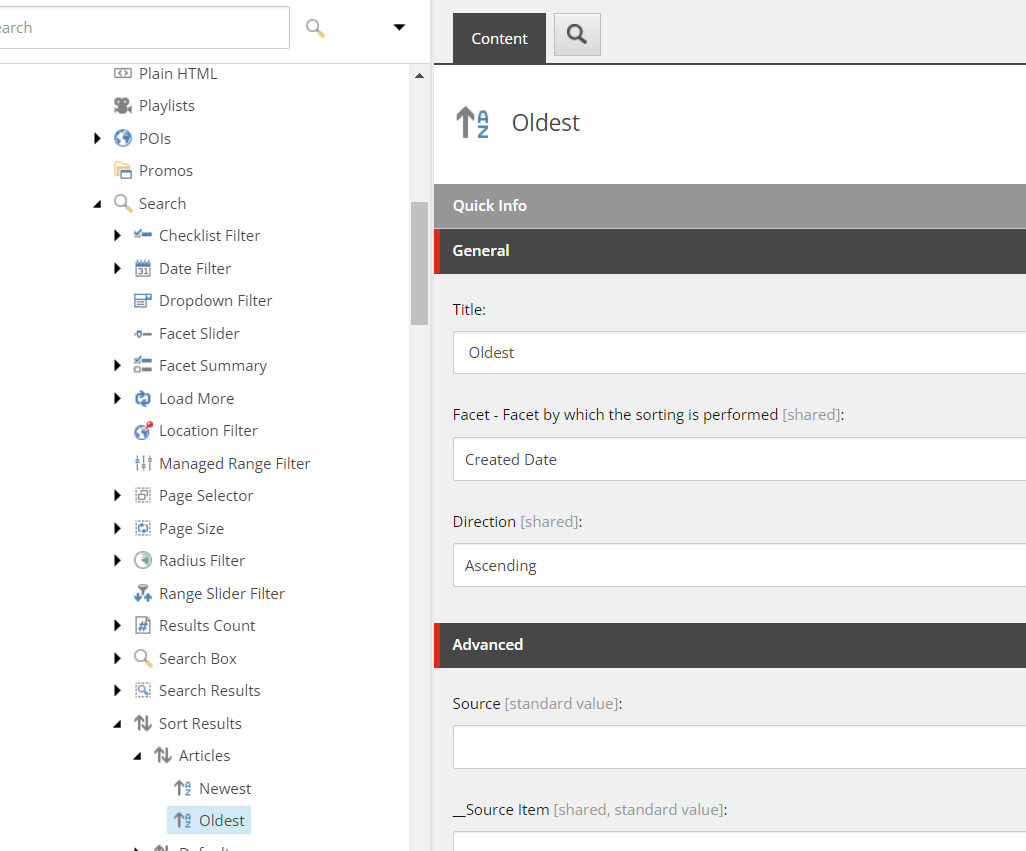 earch
Plain HTML
Playlists
POIs
Promos
Search
Checklist Filter
31
Date Filter
Dropdown Filter
Facet Slider
Facet Summary
Load More
Location Filter
Managed Range Filter
Page Selector
Page Size
Radius Filter
Range Slider Filter
#
Results Count
Search Box
Search Results
Sort Results
Articles
A Z
Newest
A Z
Oldest
Content
A
Z
Oldest
Quick Info
General
Title:
Oldest
Facet - Facet by which the sorting is performed [shared]:
Created Date
Direction [shared]:
Ascending
Advanced
Source [standard value]:
__Source Item [shared, standard value]: